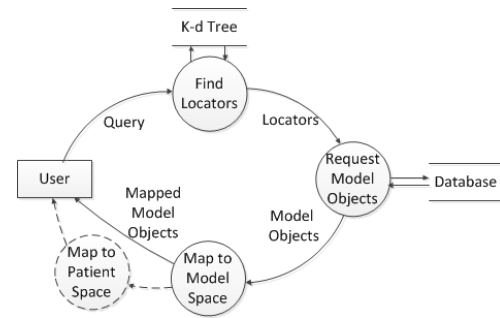 K-d Tree
Find
Locators
Query
Locators
Request
Model
Objects
Database
User
Mapped
Model
Objects
Model
Objects
Map to
Patient
Space
Map to
Model
Space